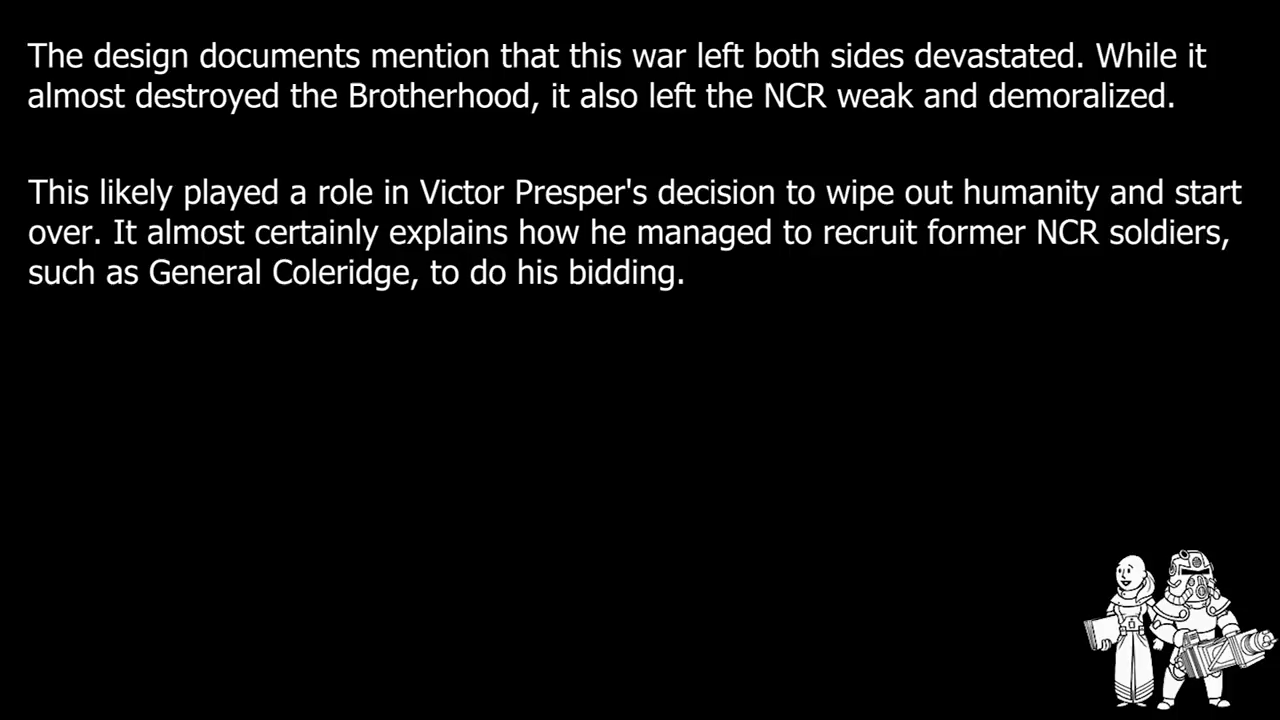 The design documents mention that this war left both sides devastated. While it
almost destroyed the Brotherhood, it also left the NCR weak and demoralized.
This likely played a role in Victor Presper's decision to wipe out humanity and start
over. It almost certainly explains how he managed to recruit former NCR soldiers,
such as General Coleridge, to do his bidding.